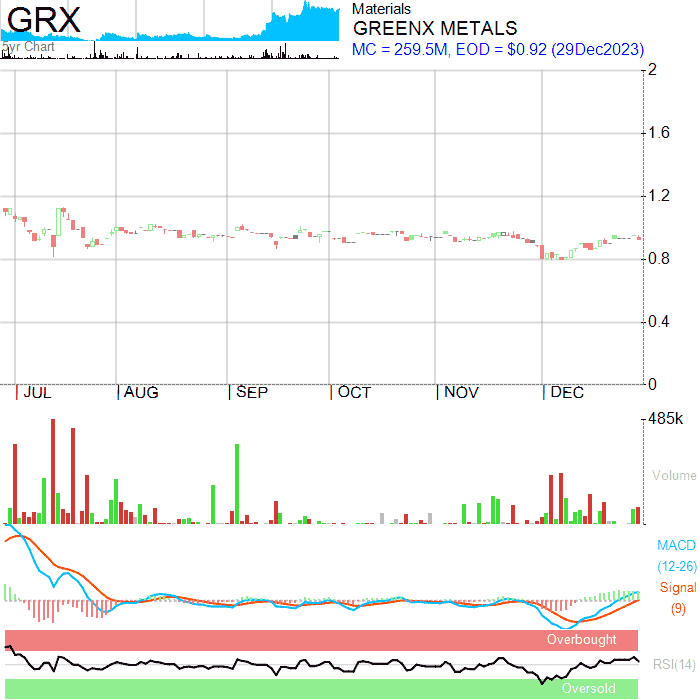 GRX
5yr Chart
Materials
GREENX METALS
MC = 259.5M, EOD = $0.92 (29Dec2023)
2
1.6
1.2
0.8
0.4
0
JUL AUG SEP OCT NOV DEC
485k
Volume
MACD
(12-26)
Signal
(9)
Overbought
RSI(14)
Oversold